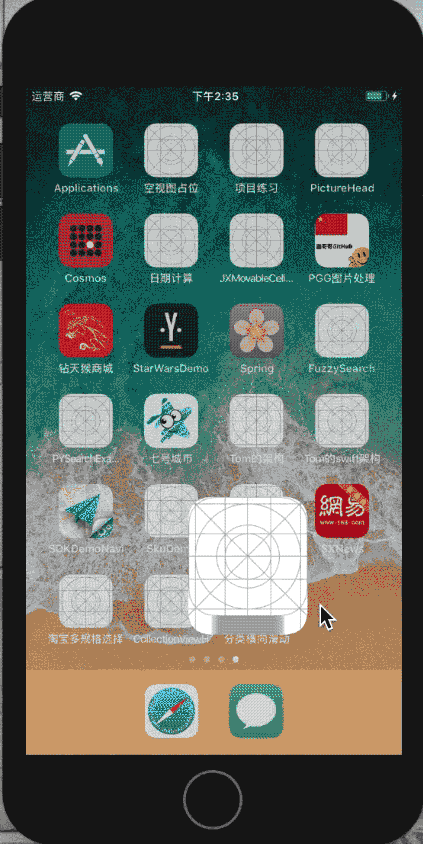 运营商
下午2:35
Applications
空视图占位
项目练习
PictureHead
Cosmos
日期计算
JXMovableCell...
PGG图片处理
钻天猴商城
StarWarsDemo
Spring
FuzzySearch
PYSearchExa...
七号城市
Tom的架构
Tom的swift架构
網易
www.163.com
SDKDemoNavi
SXNews
淘宝多规格选择
CollectionViewH
分类横向滑动